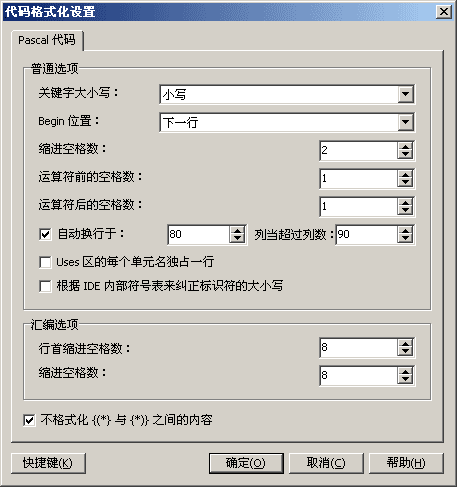 代码格式化设置
Pascal 代码
普通选项
关键字大小写： 小写
Begin 位置： 下一行
缩进空格数： 2
运算符前的空格数： 1
运算符后的空格数： 1
自动换行于： 80 列当超过列数： 90
Uses 区的每个单元名独占一行
根据 IDE 内部符号表来纠正标识符的大小写
汇编选项
行首缩进空格数： 8
缩进空格数： 8
不格式化 {(*} 与 {*)} 之间的内容
快捷键(K) 确定(O) 取消(C) 帮助(H)